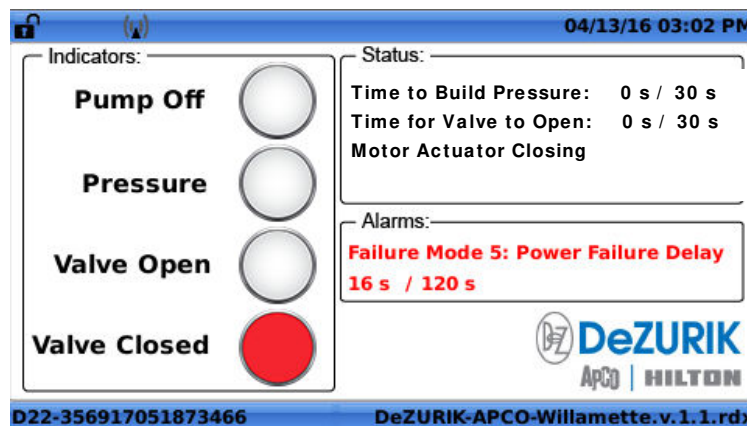 04/13/16 03:02 PM
Indicators:
Pump Off
Pressure
Valve Open
Valve Closed
Status:
Time to Build Pressure: 0 s / 30 s
Time for Valve to Open: 0 s / 30 s
Motor Actuator Closing
Alarms:
Failure Mode 5: Power Failure Delay
16 s / 120 s
DZ DeZURIK
APCO | HILTON
D22-356917051873466
DeZURIK-APCO-Willamette.v.1.1.rdx